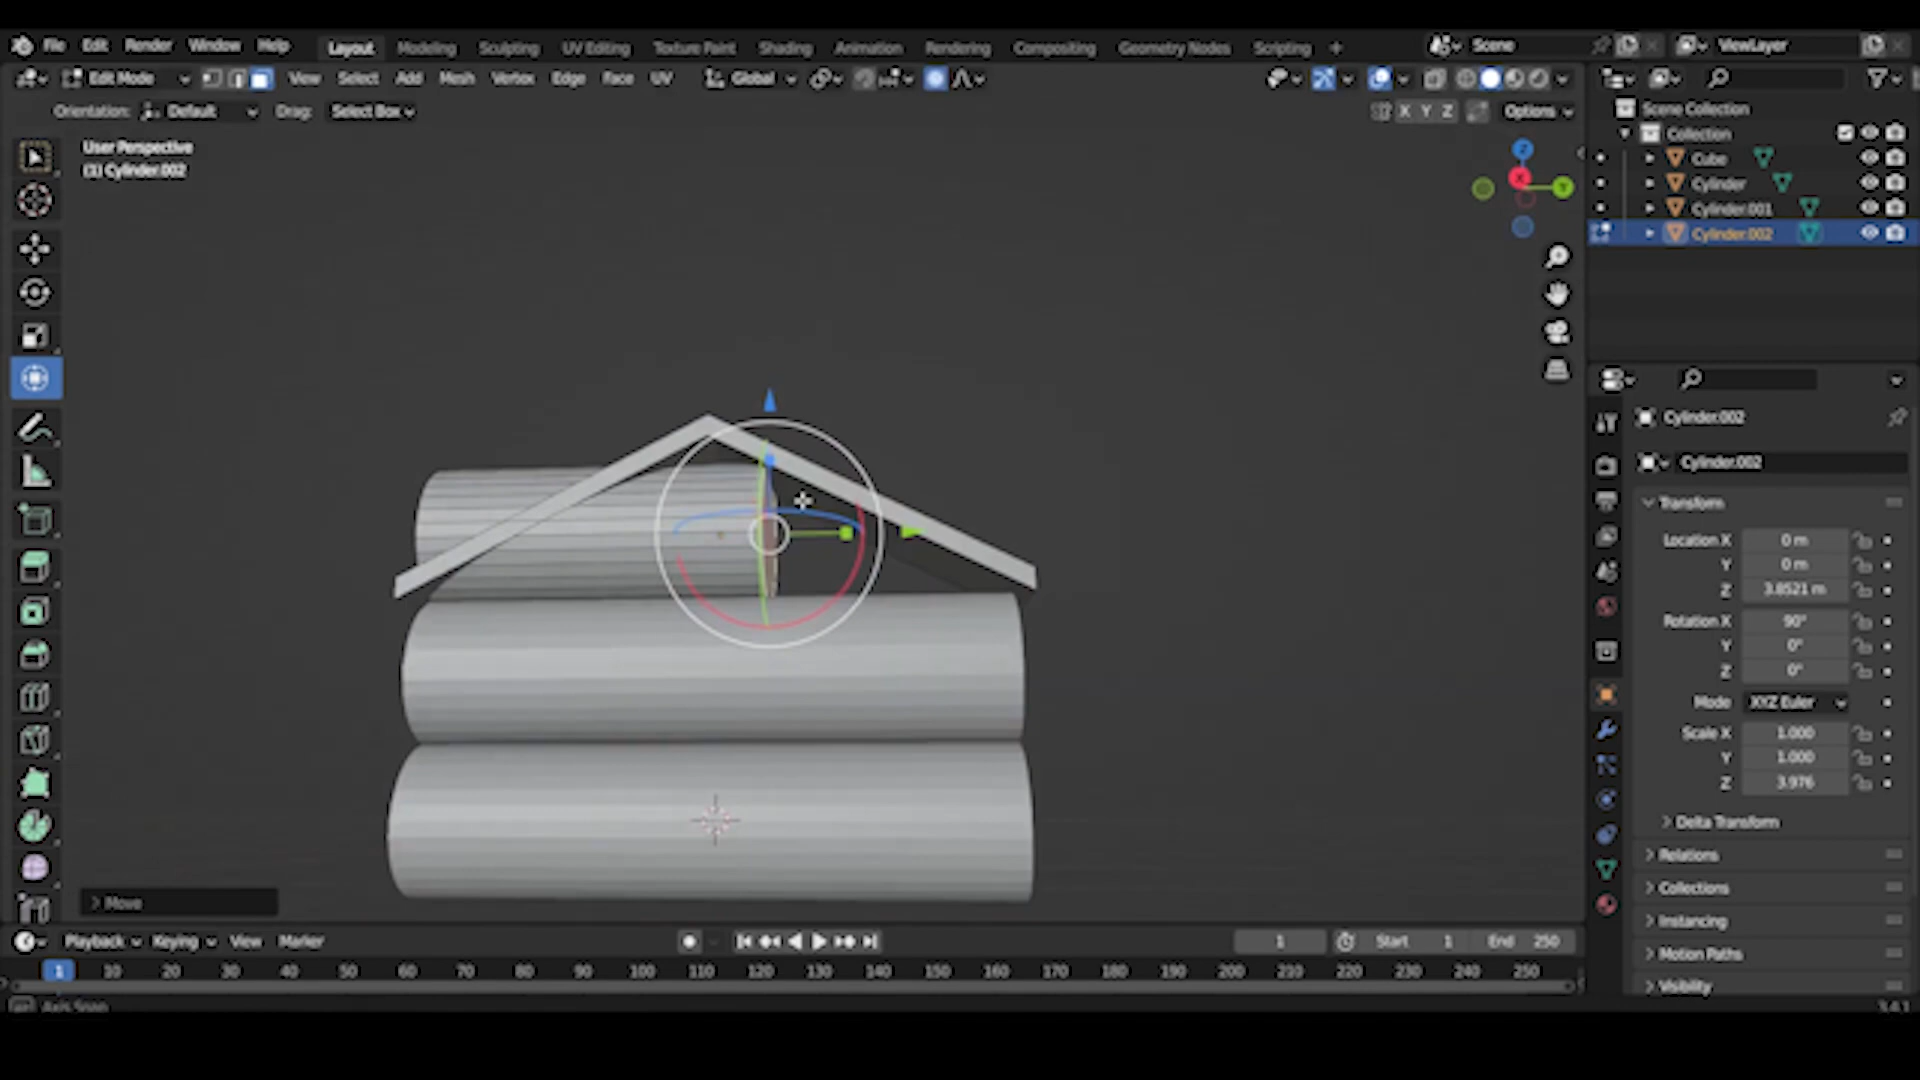 File Edit Render Window Help Layout Modeling Sculpting UV Editing Texture Paint Shading Animation Rendering Compositing Geometry Nodes Scripting + Scene ViewLayer
Edit Mode View Select Add Mesh Vertex Edge Face UV Global
Orientation: Default Drag: Select Box X Y Z Options
User Perspective
(1) Cylinder.002
Z
X
Y
Scene Collection
Collection
Cube
Cylinder
Cylinder.001
Cylinder.002
Cylinder.002
Cylinder.002
Transform
Location X 0 m
Y 0 m
Z 3.8521 m
Rotation X 90°
Y 0°
Z 0°
Mode XYZ Euler
Scale X 1.000
Y 1.000
Z 3.976
Delta Transform
Relations
Collections
Instancing
Motion Paths
Visibility
Move
Playback Keying View Marker 1 Start 1 End 250
1 10 20 30 40 50 60 70 80 90 100 110 120 130 140 150 160 170 180 190 200 210 220 230 240 250
Axis Snap
3.4.1